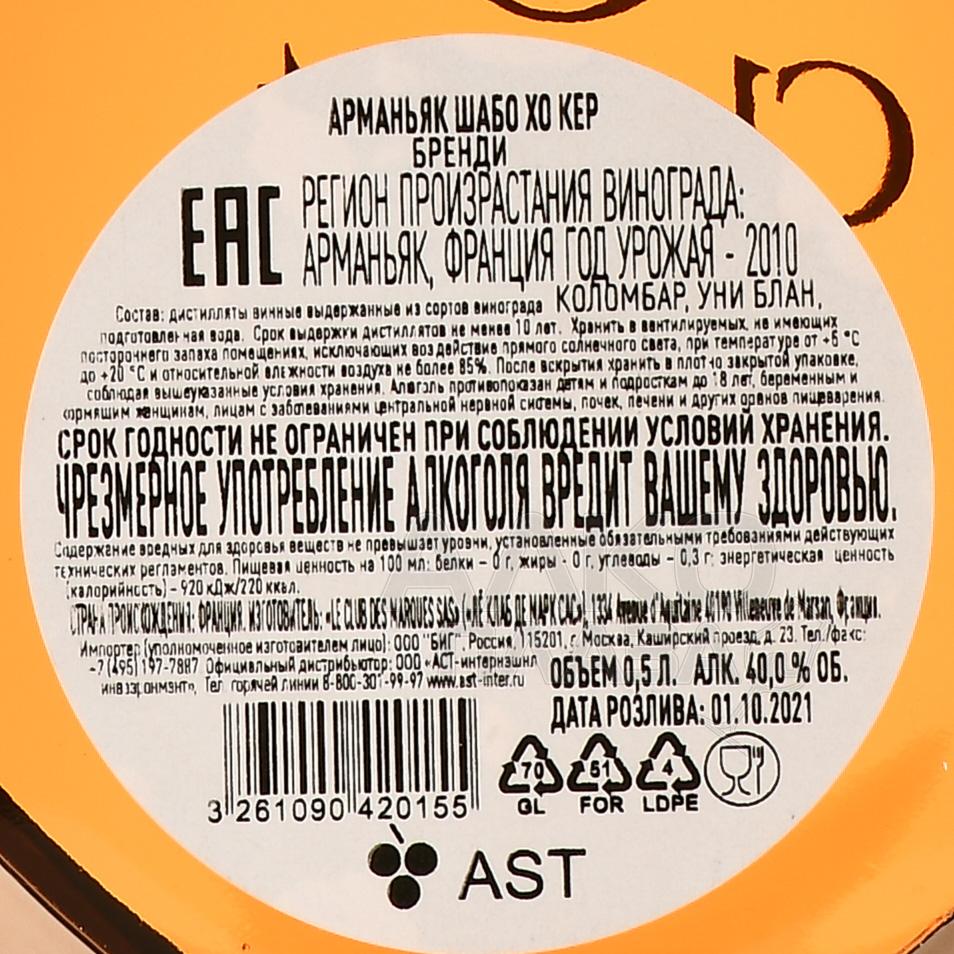 АРМАНЬЯК ШАБО ХО КЕР
БРЕНДИ
EAC
РЕГИОН ПРОИЗРАСТАНИЯ ВИНОГРАДА:
АРМАНЬЯК, ФРАНЦИЯ ГОД УРОЖАЯ - 2010
Состав: дистилляты винные выдержанные из сортов винограда КОЛОМБАР, УНИ БЛАН,
подготовленная вода. Срок выдержки дистиллятов не менее 10 лет. Хранить в вентилируемых, не имеющих
постороннего запаха помещениях, исключающих воздействие прямого солнечного света, при температуре от +5 °С
до +20 °С и относительной влажности воздуха не более 85%. После вскрытия хранить в плотно закрытой упаковке,
соблюдая вышеуказанные условия хранения. Алкоголь противопоказан детям и подросткам до 18 лет, беременным и
кормящим женщинам, лицам с заболеваниями центральной нервной системы, почек, печени и других органов пищеварения.
СРОК ГОДНОСТИ НЕ ОГРАНИЧЕН ПРИ СОБЛЮДЕНИИ УСЛОВИЙ ХРАНЕНИЯ.
ЧРЕЗМЕРНОЕ УПОТРЕБЛЕНИЕ АЛКОГОЛЯ ВРЕДИТ ВАШЕМУ ЗДОРОВЬЮ.
Содержание вредных для здоровья веществ не превышает уровни, установленные обязательными требованиями действующих
технических регламентов. Пищевая ценность на 100 мл: белки – 0 г, жиры - 0 г, углеводы – 0,3 г; энергетическая ценность
(калорийность) – 920 кДж/220 ккал.
СТРАНА ПРОИСХОЖДЕНИЯ: ФРАНЦИЯ. ИЗГОТОВИТЕЛЬ: «LE CLUB DES MARQUES SAS» («ЛЁ КЛАБ ДЕ МАРК САС»), 1334 Avenue d'Aquitaine 40190 Villeneuve de Marsan, Франция.
Импортер (уполномоченное изготовителем лицо): ООО "БИГ", Россия, 115201, г. Москва, Каширский проезд, д. 23. Тел./факс:
+7(495) 197-7887 Официальный дистрибьютор: ООО «АСТ-интернэшнл
инваэронмэнт», Тел. горячей линии 8-800-301-99-97 www.ast-inter.ru
ОБЪЕМ 0,5 Л. АЛК. 40,0 % ОБ.
ДАТА РОЗЛИВА: 01.10.2021
70 61 4
GL FOR LDPE
3 261090 420155
AST